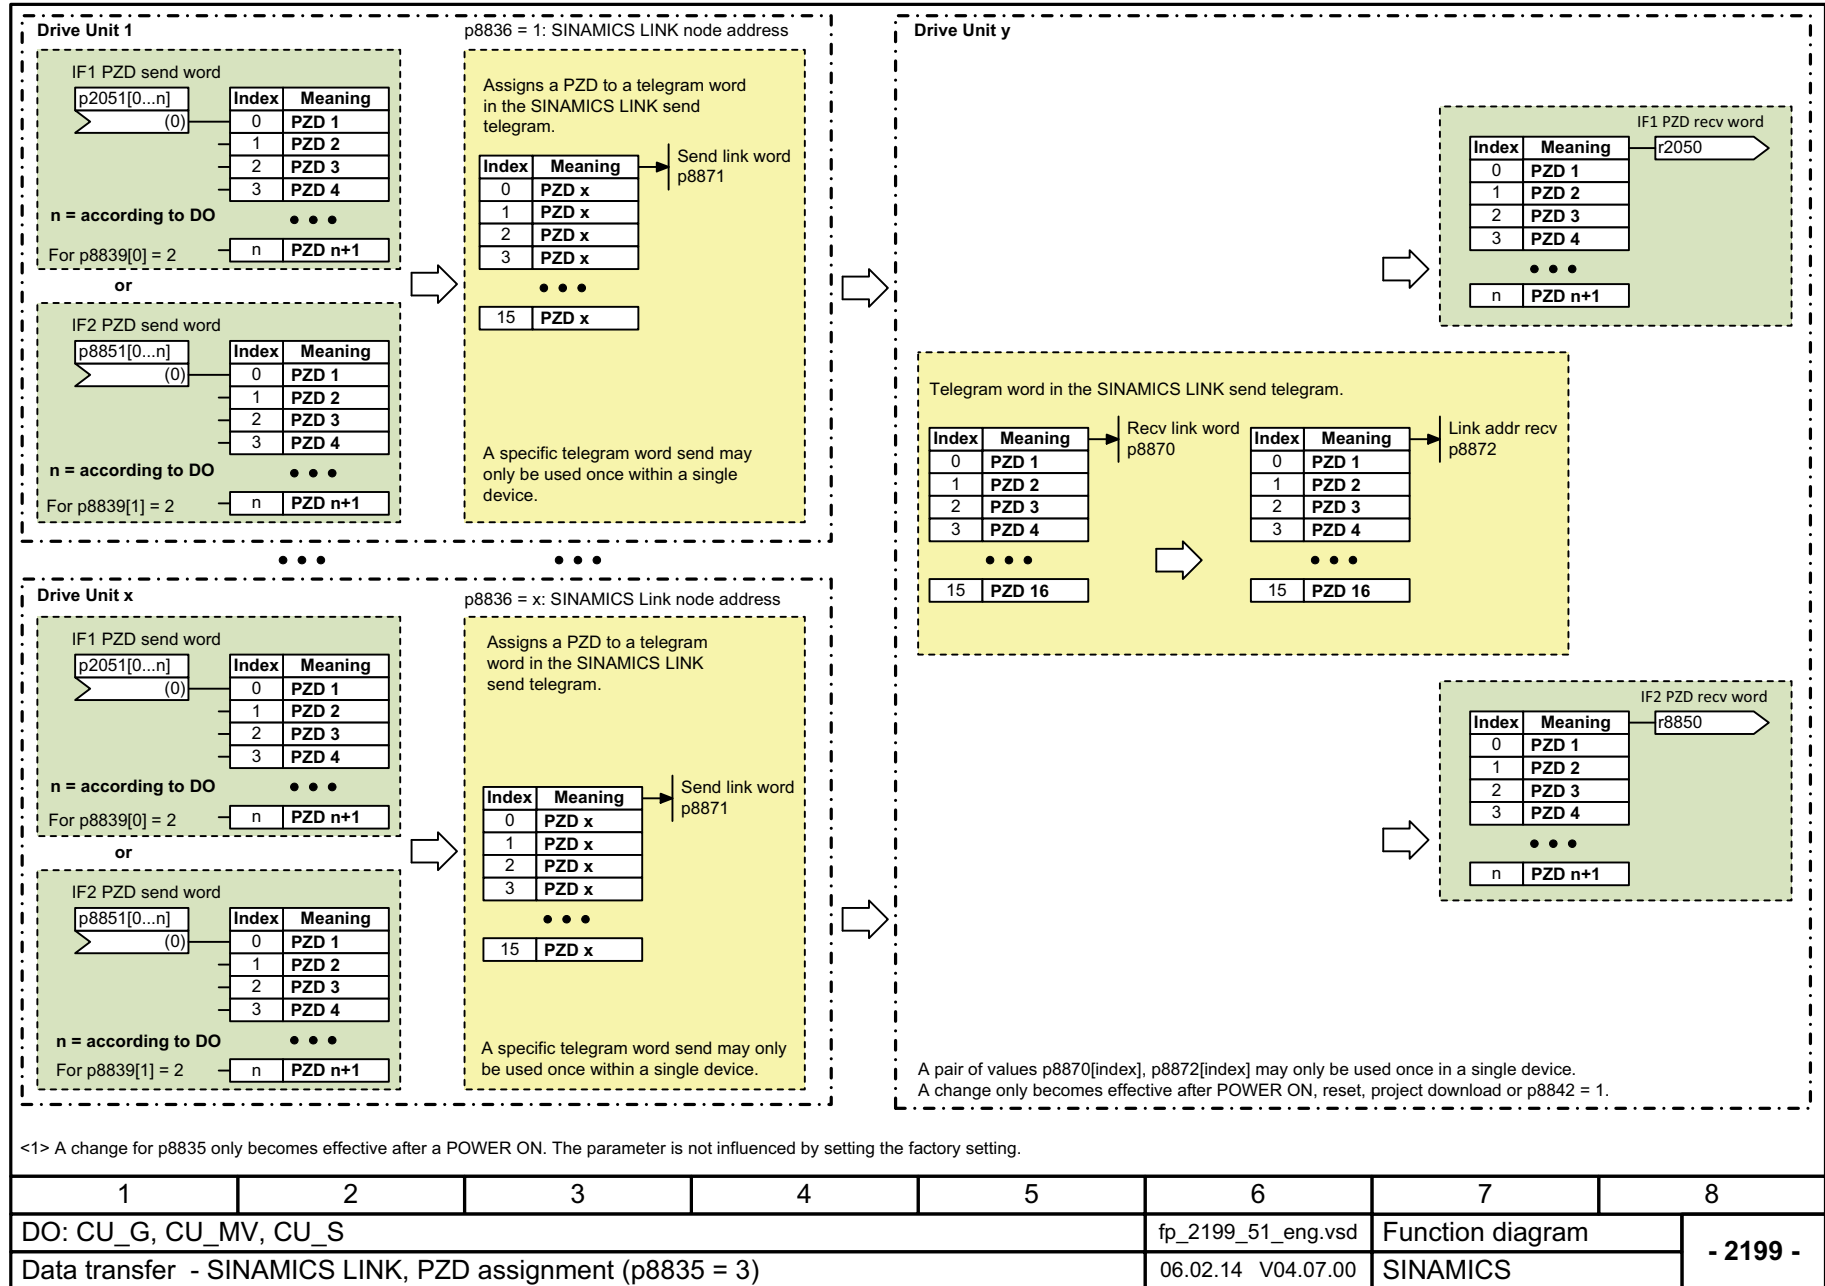 Drive Unit 1
p8836 = 1: SINAMICS LINK node address
IF1 PZD send word
p2051[0...n]
(0)
Index Meaning
0 PZD 1
1 PZD 2
2 PZD 3
3 PZD 4
n = according to DO
For p8839[0] = 2
n PZD n+1
or
IF2 PZD send word
p8851[0...n]
(0)
Index Meaning
0 PZD 1
1 PZD 2
2 PZD 3
3 PZD 4
n = according to DO
For p8839[1] = 2
n PZD n+1
Assigns a PZD to a telegram word
in the SINAMICS LINK send
telegram.
Index Meaning
0 PZD x
1 PZD x
2 PZD x
3 PZD x
15 PZD x
Send link word
p8871
A specific telegram word send may
only be used once within a single
device.
Drive Unit x
p8836 = x: SINAMICS Link node address
IF1 PZD send word
p2051[0...n]
(0)
Index Meaning
0 PZD 1
1 PZD 2
2 PZD 3
3 PZD 4
n = according to DO
For p8839[0] = 2
n PZD n+1
or
IF2 PZD send word
p8851[0...n]
(0)
Index Meaning
0 PZD 1
1 PZD 2
2 PZD 3
3 PZD 4
n = according to DO
For p8839[1] = 2
n PZD n+1
Assigns a PZD to a telegram
word in the SINAMICS LINK
send telegram.
Index Meaning
0 PZD x
1 PZD x
2 PZD x
3 PZD x
15 PZD x
Send link word
p8871
A specific telegram word send may only
be used once within a single device.
Drive Unit y
IF1 PZD recv word
r2050
Index Meaning
0 PZD 1
1 PZD 2
2 PZD 3
3 PZD 4
n PZD n+1
Telegram word in the SINAMICS LINK send telegram.
Index Meaning
0 PZD 1
1 PZD 2
2 PZD 3
3 PZD 4
15 PZD 16
Recv link word
p8870
Index Meaning
0 PZD 1
1 PZD 2
2 PZD 3
3 PZD 4
15 PZD 16
Link addr recv
p8872
IF2 PZD recv word
r8850
Index Meaning
0 PZD 1
1 PZD 2
2 PZD 3
3 PZD 4
n PZD n+1
A pair of values p8870[index], p8872[index] may only be used once in a single device.
A change only becomes effective after POWER ON, reset, project download or p8842 = 1.
<1> A change for p8835 only becomes effective after a POWER ON. The parameter is not influenced by setting the factory setting.
1 2 3 4 5 6 7 8
DO: CU_G, CU_MV, CU_S
fp_2199_51_eng.vsd
Function diagram
- 2199 -
Data transfer - SINAMICS LINK, PZD assignment (p8835 = 3)
06.02.14 V04.07.00
SINAMICS